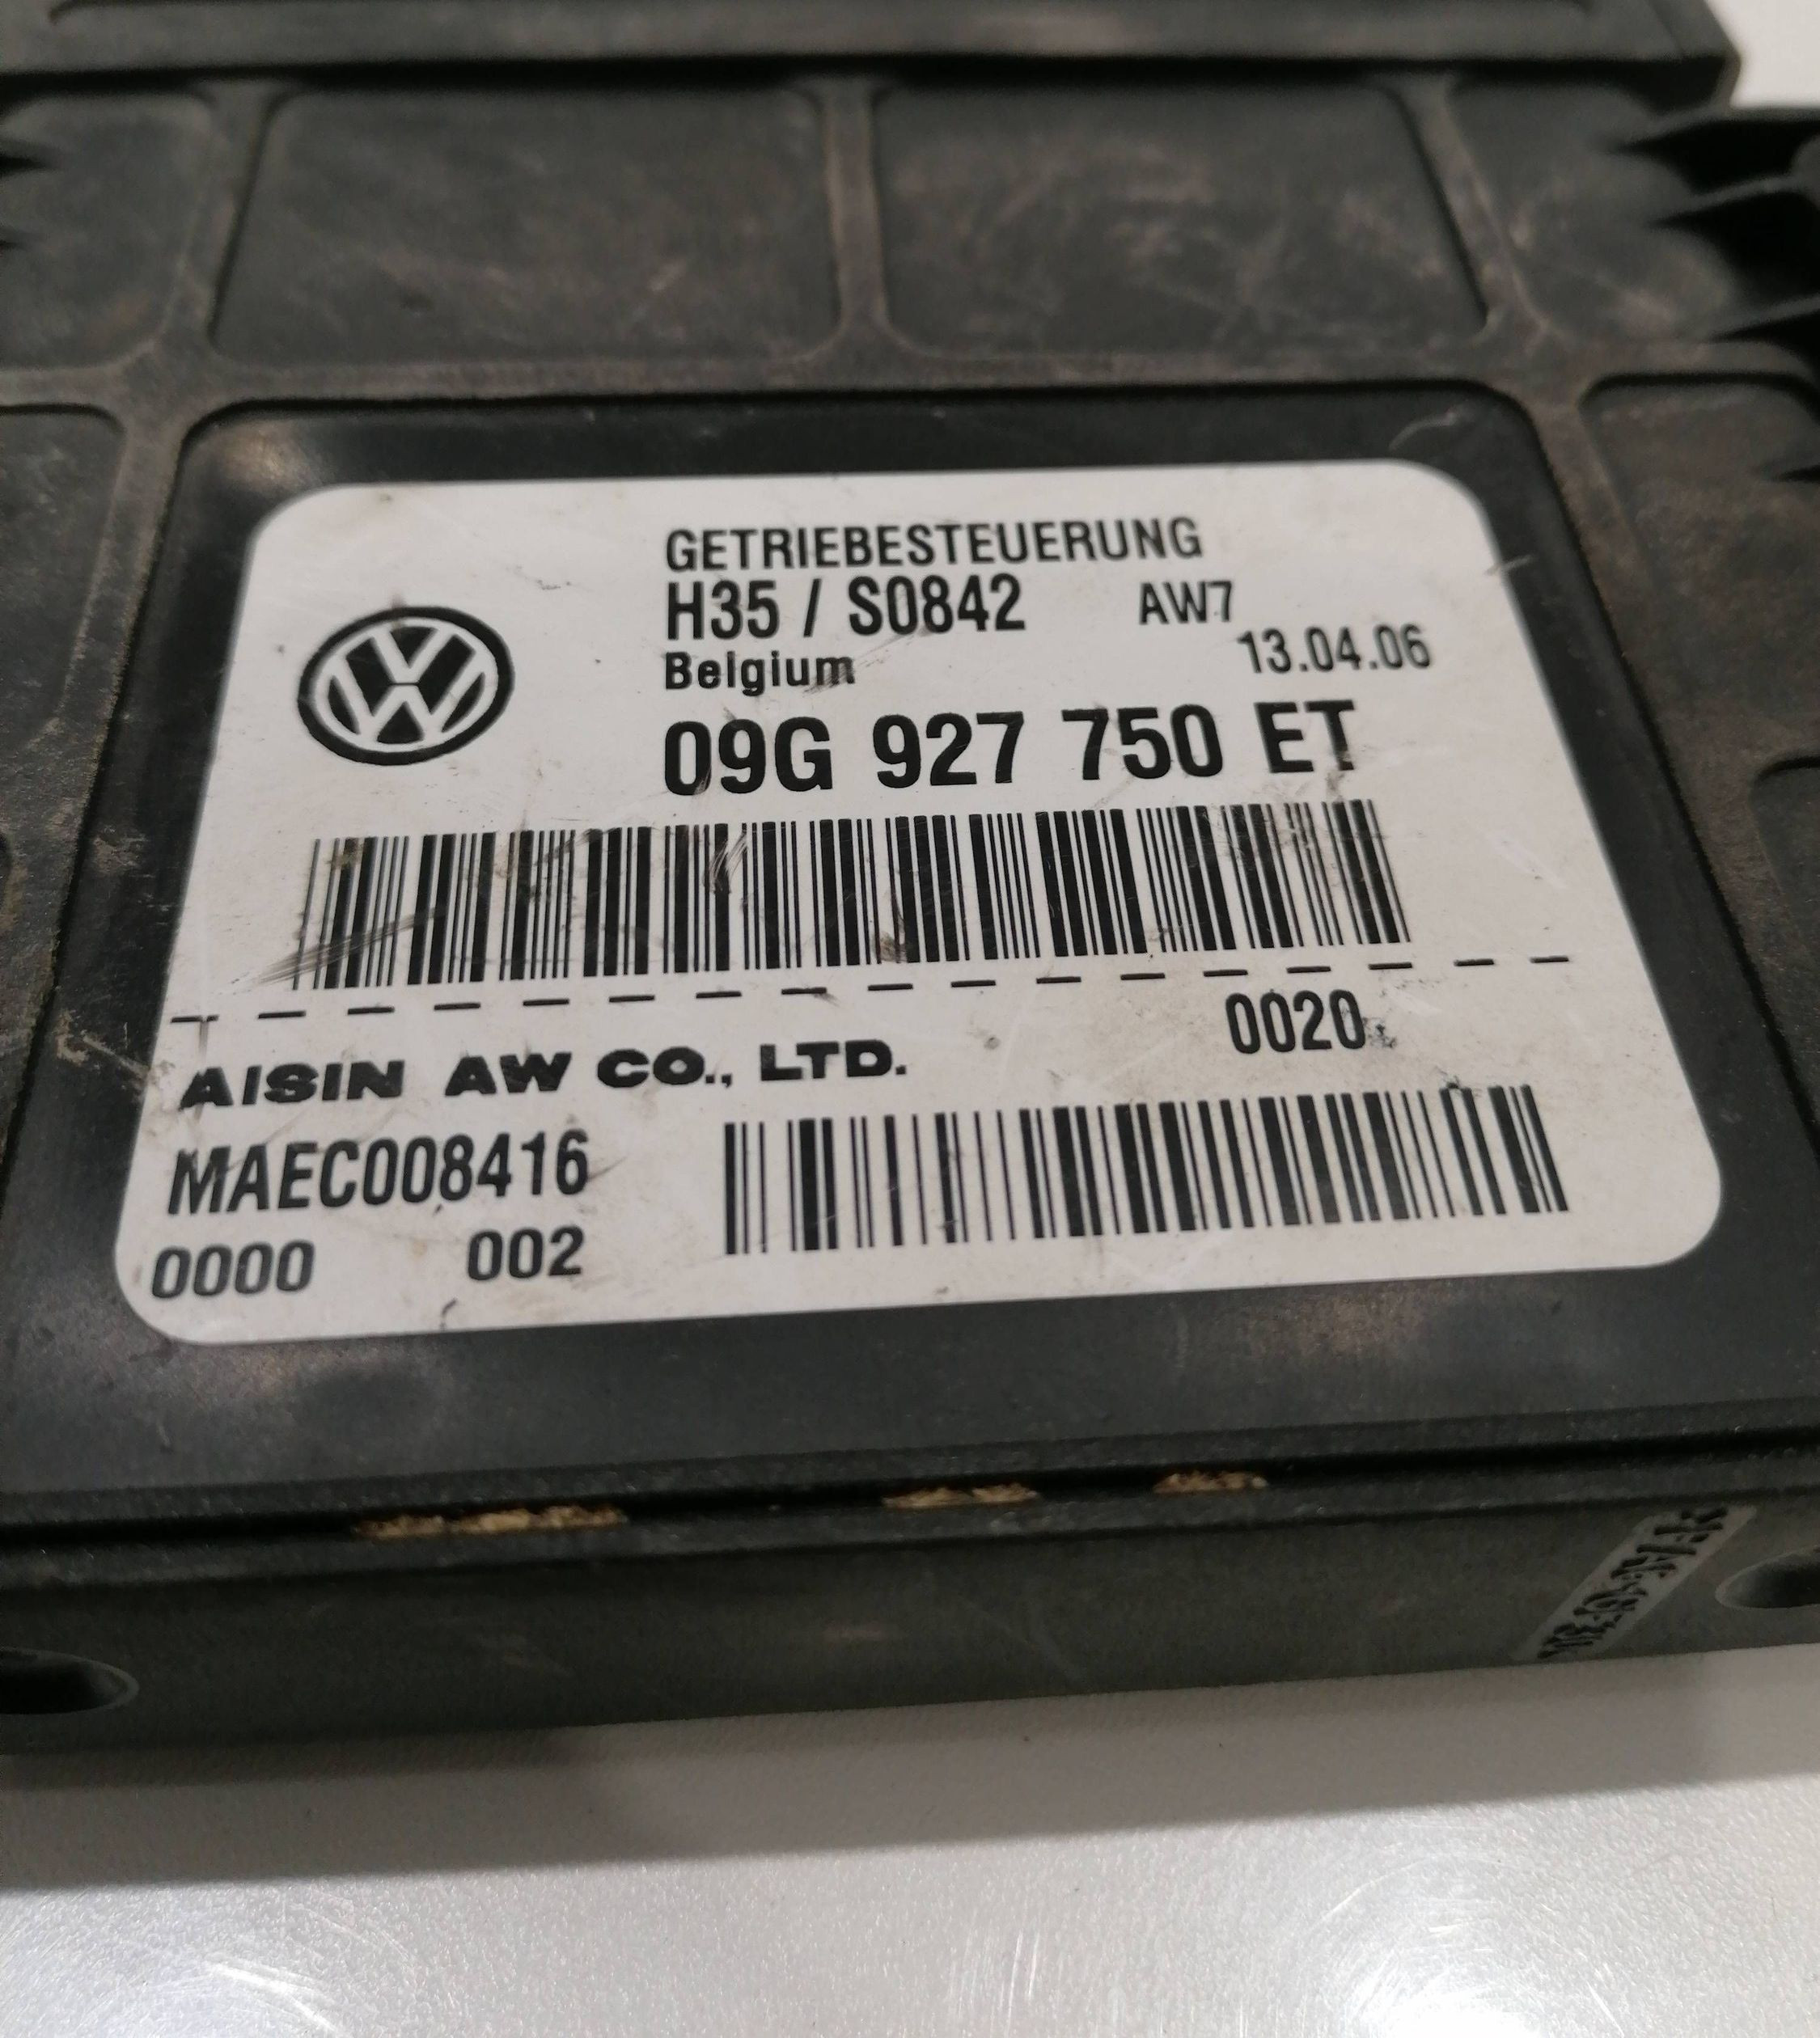 GETRIEBESTEUERUNG
H35 / S0842 AW7
Belgium 13.04.06
09G 927 750 ET
0020
AISIN AW CO., LTD.
MAEC008416
0000 002